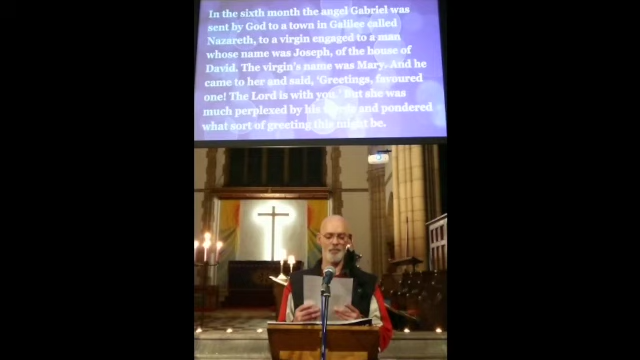 In the sixth month the angel Gabriel was
sent by God to a town in Galilee called
Nazareth, to a virgin engaged to a man
whose name was Joseph, of the house of
David. The virgin's name was Mary. And he
came to her and said, 'Greetings, favoured
one! The Lord is with you.' But she was
much perplexed by his words and pondered
what sort of greeting this might be.